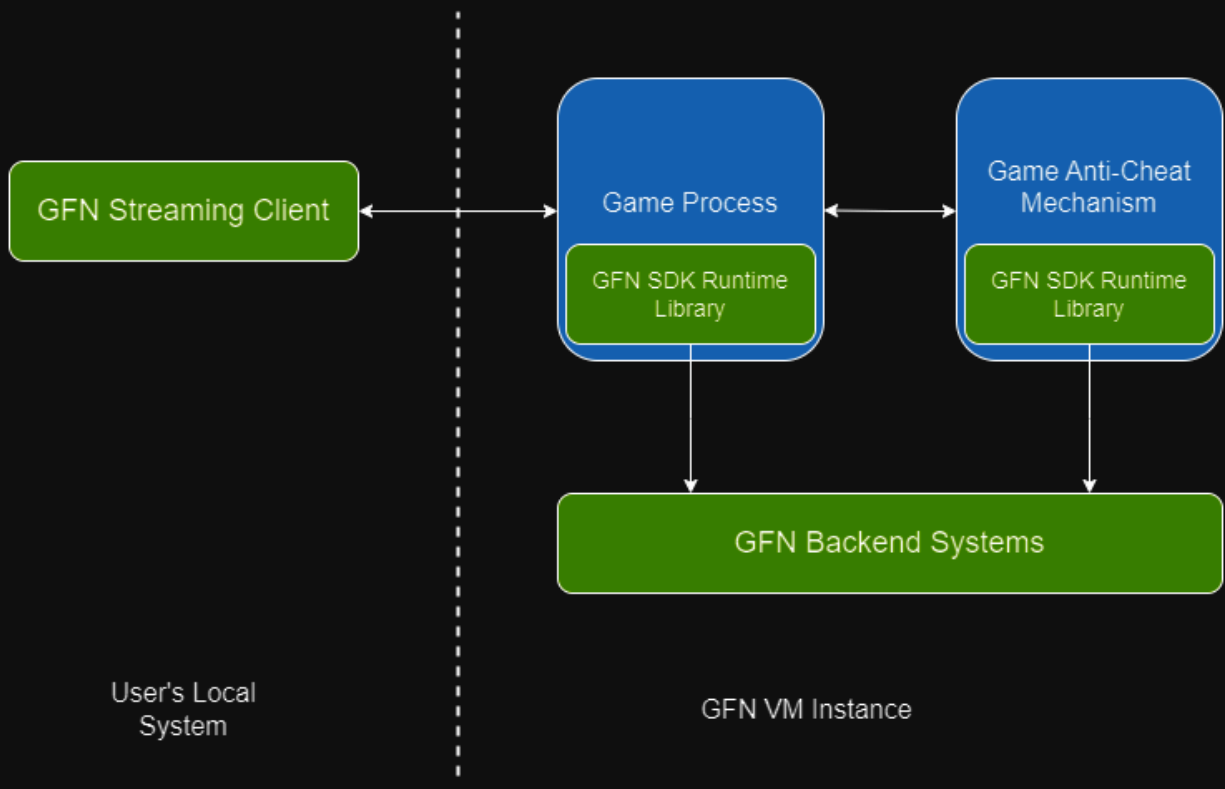 GFN Streaming Client
Game Process
GFN SDK Runtime
Library
Game Anti-Cheat
Mechanism
GFN SDK Runtime
Library
GFN Backend Systems
User's Local
System
GFN VM Instance